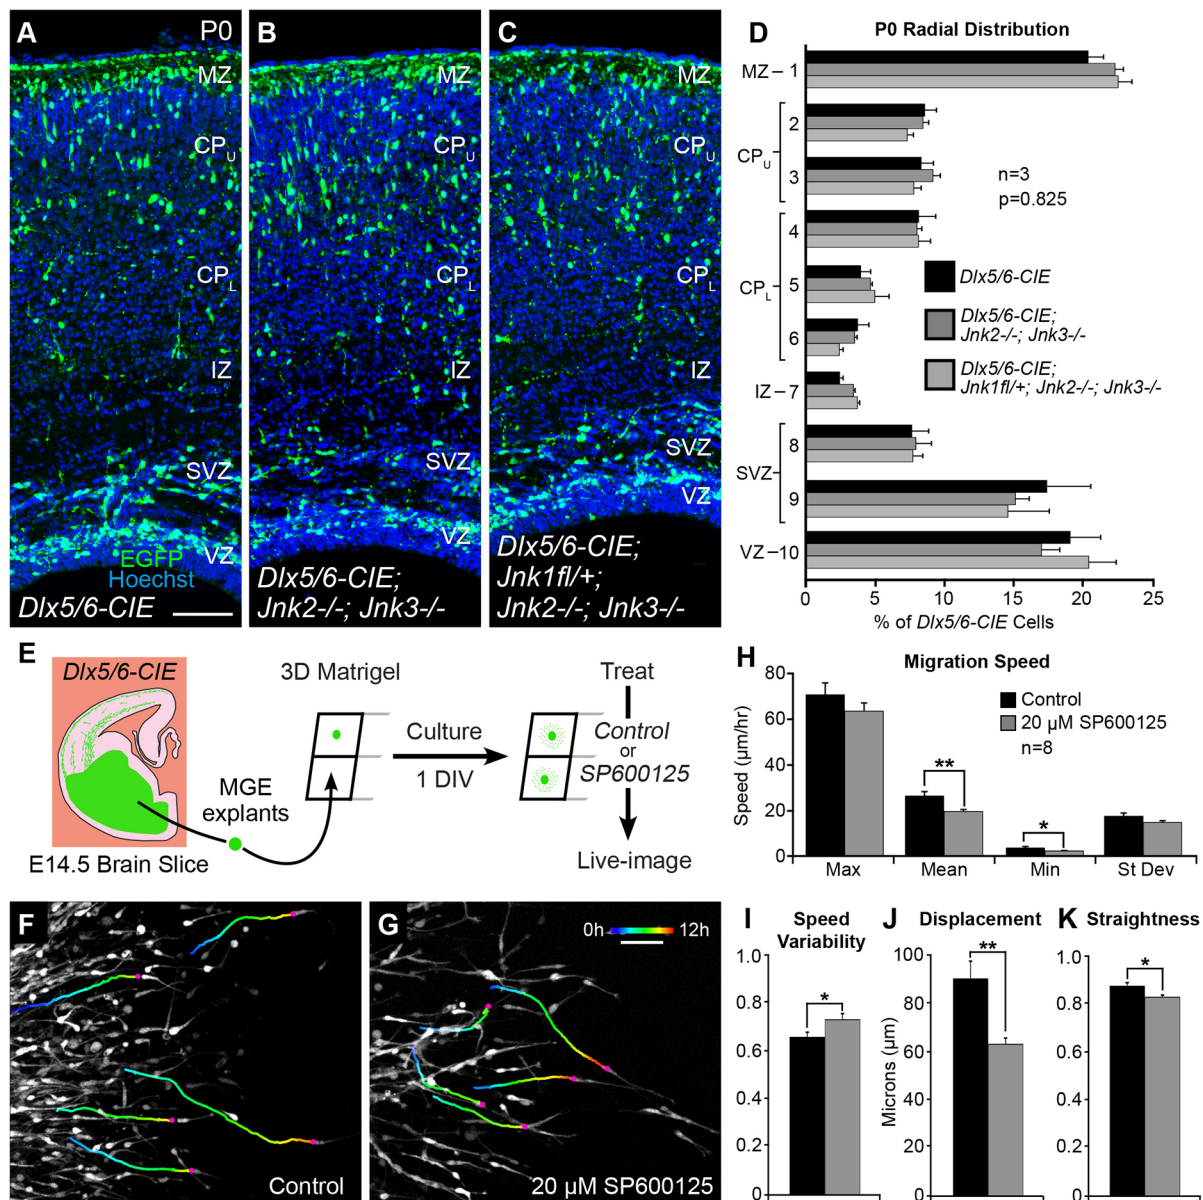 A
P0
MZ
CPU
CPL
IZ
SVZ
VZ
EGFP
Hoechst
Dlx5/6-CIE
B
MZ
CPU
CPL
IZ
SVZ
VZ
Dlx5/6-CIE;
Jnk2-/-; Jnk3-/-
C
MZ
CPU
CPL
IZ
SVZ
VZ
Dlx5/6-CIE;
Jnk1fl/+;
Jnk2-/-; Jnk3-/-
D
P0 Radial Distribution
MZ – 1
2
CPU
3
4
CPL
5
6
IZ – 7
8
SVZ
9
VZ – 10
n=3
p=0.825
Dlx5/6-CIE
Dlx5/6-CIE;
Jnk2-/-; Jnk3-/-
Dlx5/6-CIE;
Jnk1fl/+; Jnk2-/-; Jnk3-/-
0 5 10 15 20 25
% of Dlx5/6-CIE Cells
E
Dlx5/6-CIE
E14.5 Brain Slice
MGE
explants
3D Matrigel
Culture
1 DIV
Treat
Control
or
SP600125
Live-image
F
Control
G
0h 12h
20 µM SP600125
H
Migration Speed
Speed (µm/hr)
80
60
40
20
0
Control
20 µM SP600125
n=8
**
*
Max Mean Min St Dev
I
Speed
Variability
1.0
0.8
0.6
0.4
0.2
0
*
J
Displacement
Microns (µm)
100
80
60
40
20
0
**
K
Straightness
1.0
0.8
0.6
0.4
0.2
0
*